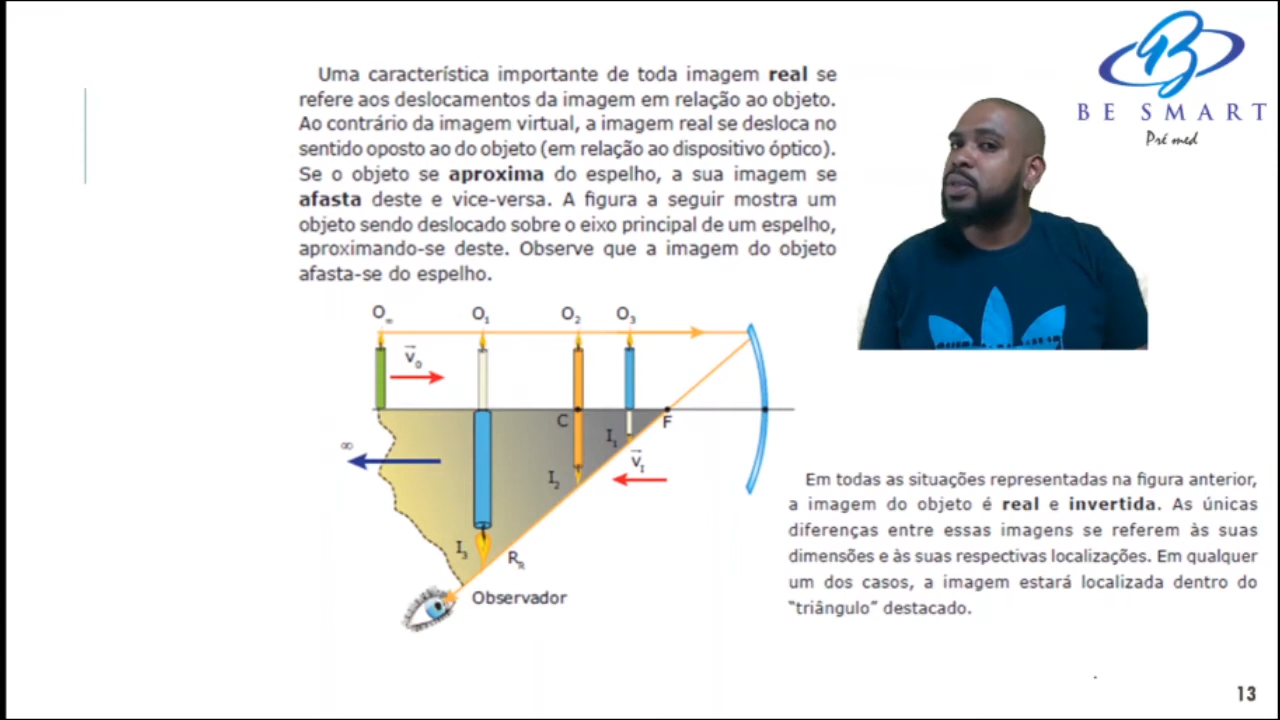 BE SMART
Pré med
Uma característica importante de toda imagem real se
refere aos deslocamentos da imagem em relação ao objeto.
Ao contrário da imagem virtual, a imagem real se desloca no
sentido oposto ao do objeto (em relação ao dispositivo óptico).
Se o objeto se aproxima do espelho, a sua imagem se
afasta deste e vice-versa. A figura a seguir mostra um
objeto sendo deslocado sobre o eixo principal de um espelho,
aproximando-se deste. Observe que a imagem do objeto
afasta-se do espelho.
O∞ O₁ O₂ O₃
v⃗₀
C F
I₁
∞
v⃗I
I₂
I₃
RR
Observador
Em todas as situações representadas na figura anterior,
a imagem do objeto é real e invertida. As únicas
diferenças entre essas imagens se referem às suas
dimensões e às suas respectivas localizações. Em qualquer
um dos casos, a imagem estará localizada dentro do
“triângulo” destacado.
13